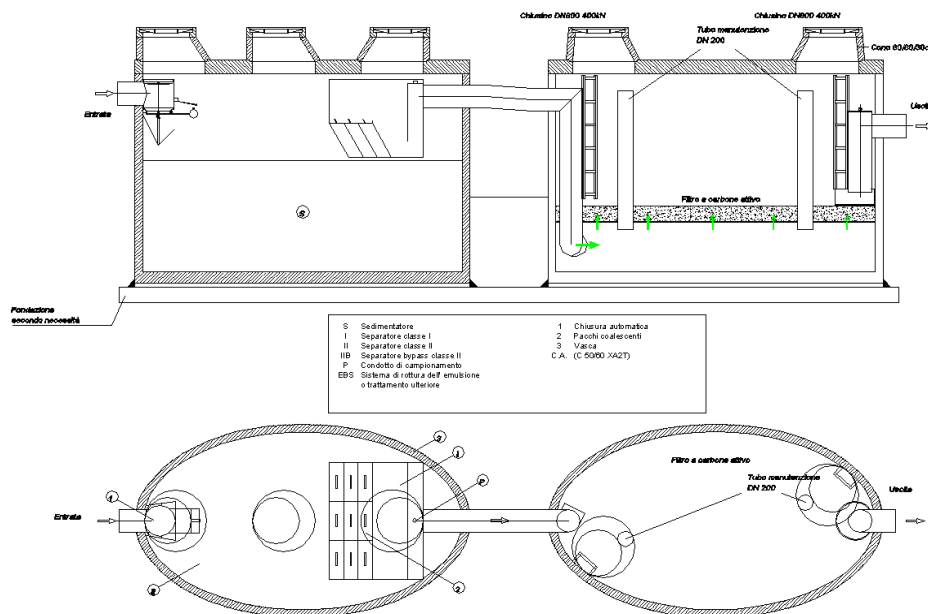 Chiusino DN600 400kN
Chiusino DN600 400kN
Tubo manutenzione
DN 200
Entrata
Uscita
S
Filtro a carbone attivo
Fondazione
secondo necessità
S Sedimentatore
I Separatore classe I
II Separatore classe II
IIB Separatore bypass classe II
P Condotto di campionamento
EBS Sistema di rottura dell' emulsione
o trattamento ulteriore
1 Chiusura automatica
2 Pacchi coalescenti
3 Vasca
C.A. (C 50/60 XA2T)
3
I
P
1
Filtro a carbone attivo
Tubo manutenzione
DN 200
Entrata
Uscita
S
2